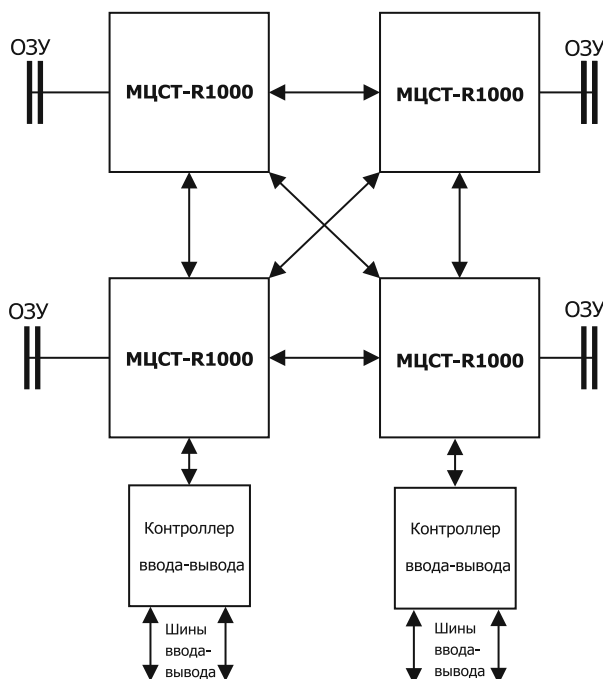 ОЗУ
ОЗУ
МЦСТ-R1000
МЦСТ-R1000
ОЗУ
ОЗУ
МЦСТ-R1000
МЦСТ-R1000
Контроллер
ввода-вывода
Контроллер
ввода-вывода
Шины
ввода-
вывода
Шины
ввода-
вывода